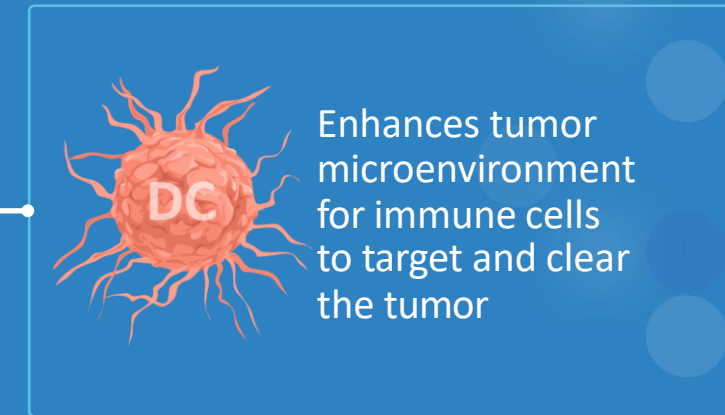 DC
Enhances tumor
microenvironment
for immune cells
to target and clear
the tumor